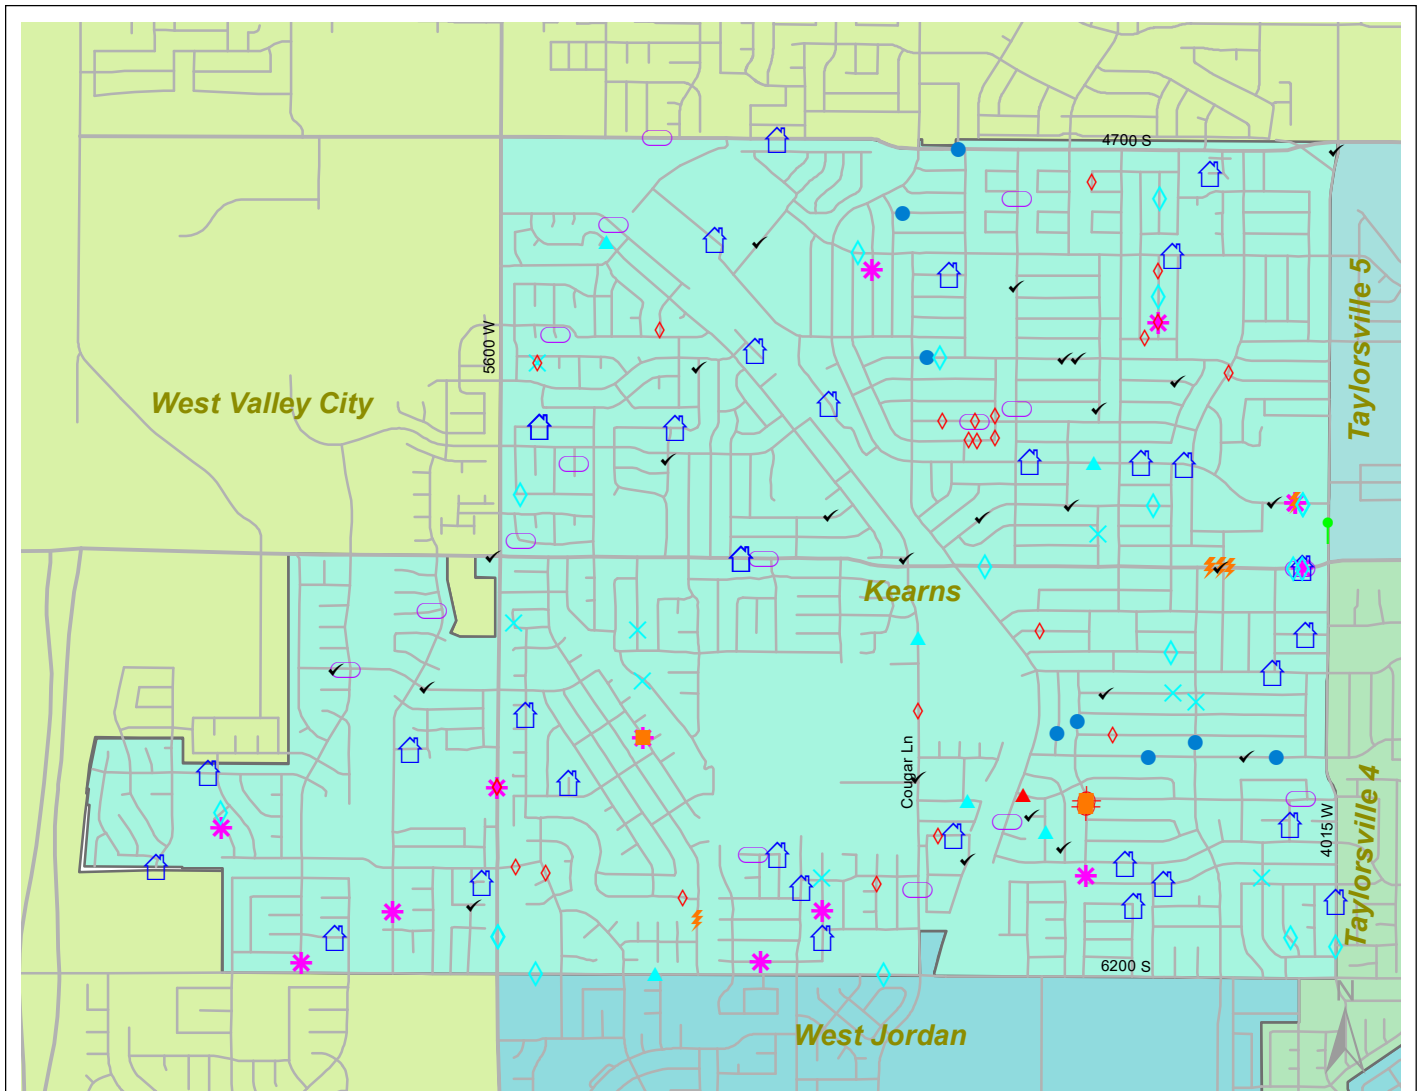 4700 S
Taylorsville 5
5600 W
West Valley City
Kearns
Cougar Ln
4015 W
Taylorsville 4
6200 S
N
West Jordan